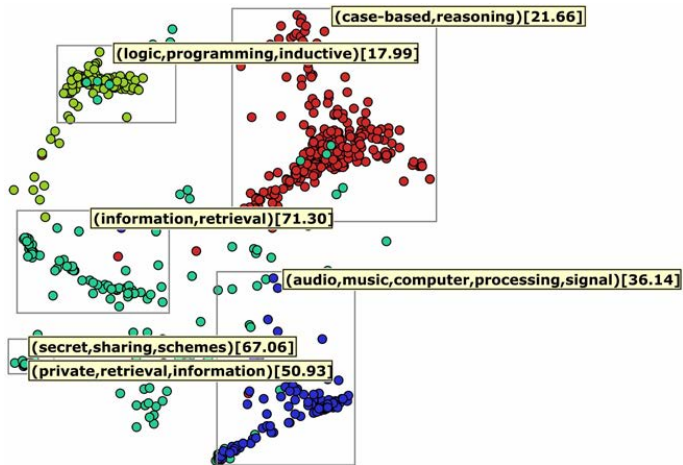 (case-based,reasoning)[21.66]
(logic,programming,inductive)[17.99]
(information,retrieval)[71.30]
(audio,music,computer,processing,signal)[36.14]
(secret,sharing,schemes)[67.06]
(private,retrieval,information)[50.93]